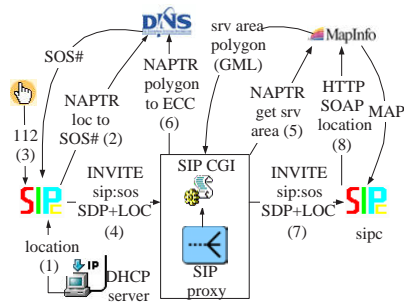 DNS
SOS#
srv area
polygon
(GML)
MapInfo
NAPTR
loc to
SOS# (2)
NAPTR
polygon
to ECC
(6)
NAPTR
get srv
area (5)
HTTP
SOAP
location
(8)
MAP
112
(3)
SIPc
INVITE
sip:sos
SDP+LOC
(4)
SIP CGI
SIP
proxy
INVITE
sip:sos
SDP+LOC
(7)
SIPc
sipc
location
(1)
IP
DHCP
server